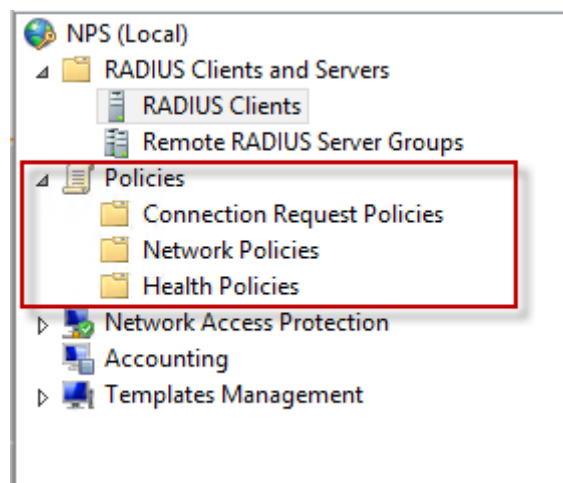 NPS (Local)
RADIUS Clients and Servers
RADIUS Clients
Remote RADIUS Server Groups
Policies
Connection Request Policies
Network Policies
Health Policies
Network Access Protection
Accounting
Templates Management